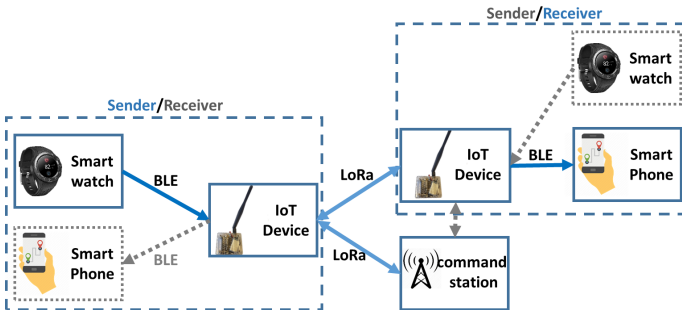 Sender/Receiver
Smart
watch
Sender/Receiver
Smart
watch
BLE
IoT
Device
LoRa
IoT
Device
BLE
Smart
Phone
Smart
Phone
BLE
LoRa
command
station